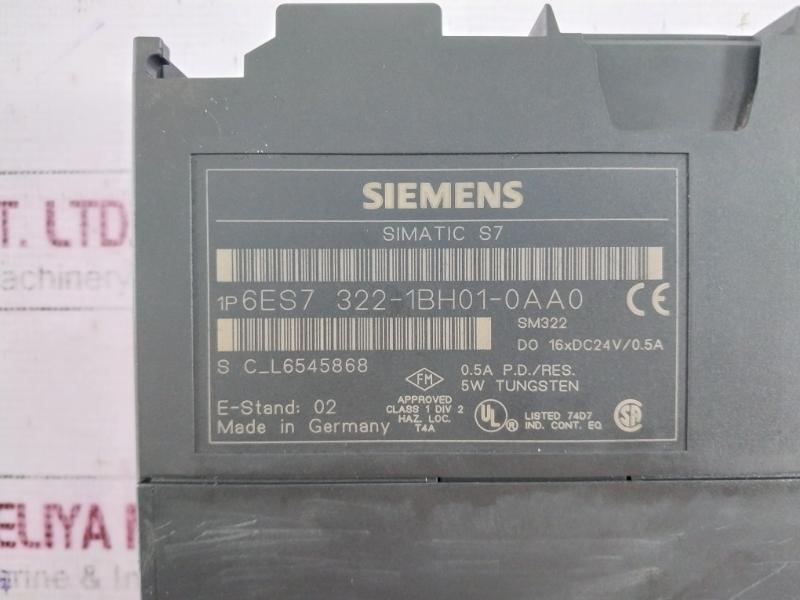 SIEMENS
SIMATIC S7
1P 6ES7 322-1BH01-0AA0 CE
SM322
DO 16xDC24V/0.5A
S C_L6545868
0.5A P.D./RES.
5W TUNGSTEN
FM
APPROVED
CLASS 1 DIV 2
HAZ. LOC.
T4A
E-Stand: 02
Made in Germany
UL ®
LISTED 74D7
IND. CONT. EQ
SA
T. LTD.
achinery
ELIYA
arine & In